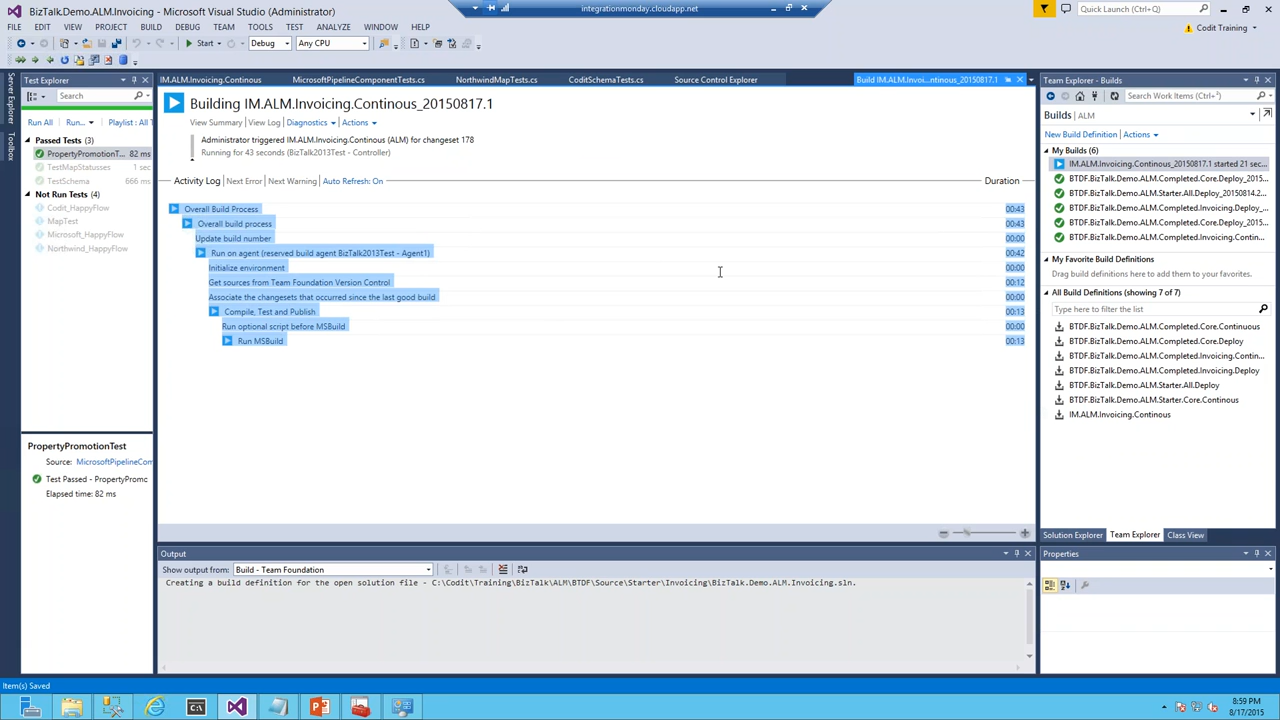 BizTalk.Demo.ALM.Invoicing - Microsoft Visual Studio (Administrator)
integrationmonday.cloudapp.net
Quick Launch (Ctrl+Q)
FILE EDIT VIEW PROJECT BUILD DEBUG TEAM TOOLS TEST ANALYZE WINDOW HELP
Codit Training
Start Debug Any CPU
Server Explorer
Toolbox
Test Explorer
Search
Run All Run... Playlist : All T
Passed Tests (3)
PropertyPromotionT... 82 ms
TestMapStatusses 1 sec
TestSchema 666 ms
Not Run Tests (4)
Codit_HappyFlow
MapTest
Microsoft_HappyFlow
Northwind_HappyFlow
PropertyPromotionTest
Source: MicrosoftPipelineCom
Test Passed - PropertyPromc
Elapsed time: 82 ms
IM.ALM.Invoicing.Continous MicrosoftPipelineComponentTests.cs NorthwindMapTests.cs CoditSchemaTests.cs Source Control Explorer Build IM.ALM.Invoi...ntinous_20150817.1
Building IM.ALM.Invoicing.Continous_20150817.1
View Summary View Log Diagnostics Actions
Administrator triggered IM.ALM.Invoicing.Continous (ALM) for changeset 178
Running for 43 seconds (BizTalk2013Test - Controller)
Activity Log Next Error Next Warning Auto Refresh: On Duration
Overall Build Process 00:43
Overall build process 00:43
Update build number 00:00
Run on agent (reserved build agent BizTalk2013Test - Agent1) 00:42
Initialize environment 00:00
Get sources from Team Foundation Version Control 00:12
Associate the changesets that occurred since the last good build 00:00
Compile, Test and Publish 00:13
Run optional script before MSBuild 00:00
Run MSBuild 00:13
Output
Show output from: Build - Team Foundation
Creating a build definition for the open solution file - C:\Codit\Training\BizTalk\ALM\BTDF\Source\Starter\Invoicing\BizTalk.Demo.ALM.Invoicing.sln.
Team Explorer - Builds
Search Work Items (Ctrl+')
Builds | ALM
New Build Definition Actions
My Builds (6)
IM.ALM.Invoicing.Continous_20150817.1 started 21 sec...
BTDF.BizTalk.Demo.ALM.Completed.Core.Deploy_2015...
BTDF.BizTalk.Demo.ALM.Starter.All.Deploy_20150814.2...
BTDF.BizTalk.Demo.ALM.Completed.Invoicing.Deploy_...
BTDF.BizTalk.Demo.ALM.Completed.Core.Deploy_2015...
BTDF.BizTalk.Demo.ALM.Completed.Invoicing.Contin...
My Favorite Build Definitions
Drag build definitions here to add to your favorites.
All Build Definitions (showing 7 of 7)
Type here to filter the list
BTDF.BizTalk.Demo.ALM.Completed.Core.Continuous
BTDF.BizTalk.Demo.ALM.Completed.Core.Deploy
BTDF.BizTalk.Demo.ALM.Completed.Invoicing.Contin...
BTDF.BizTalk.Demo.ALM.Completed.Invoicing.Deploy
BTDF.BizTalk.Demo.ALM.Starter.All.Deploy
BTDF.BizTalk.Demo.ALM.Starter.Core.Continous
IM.ALM.Invoicing.Continous
Solution Explorer Team Explorer Class View
Properties
Item(s) Saved
8:59 PM
8/17/2015